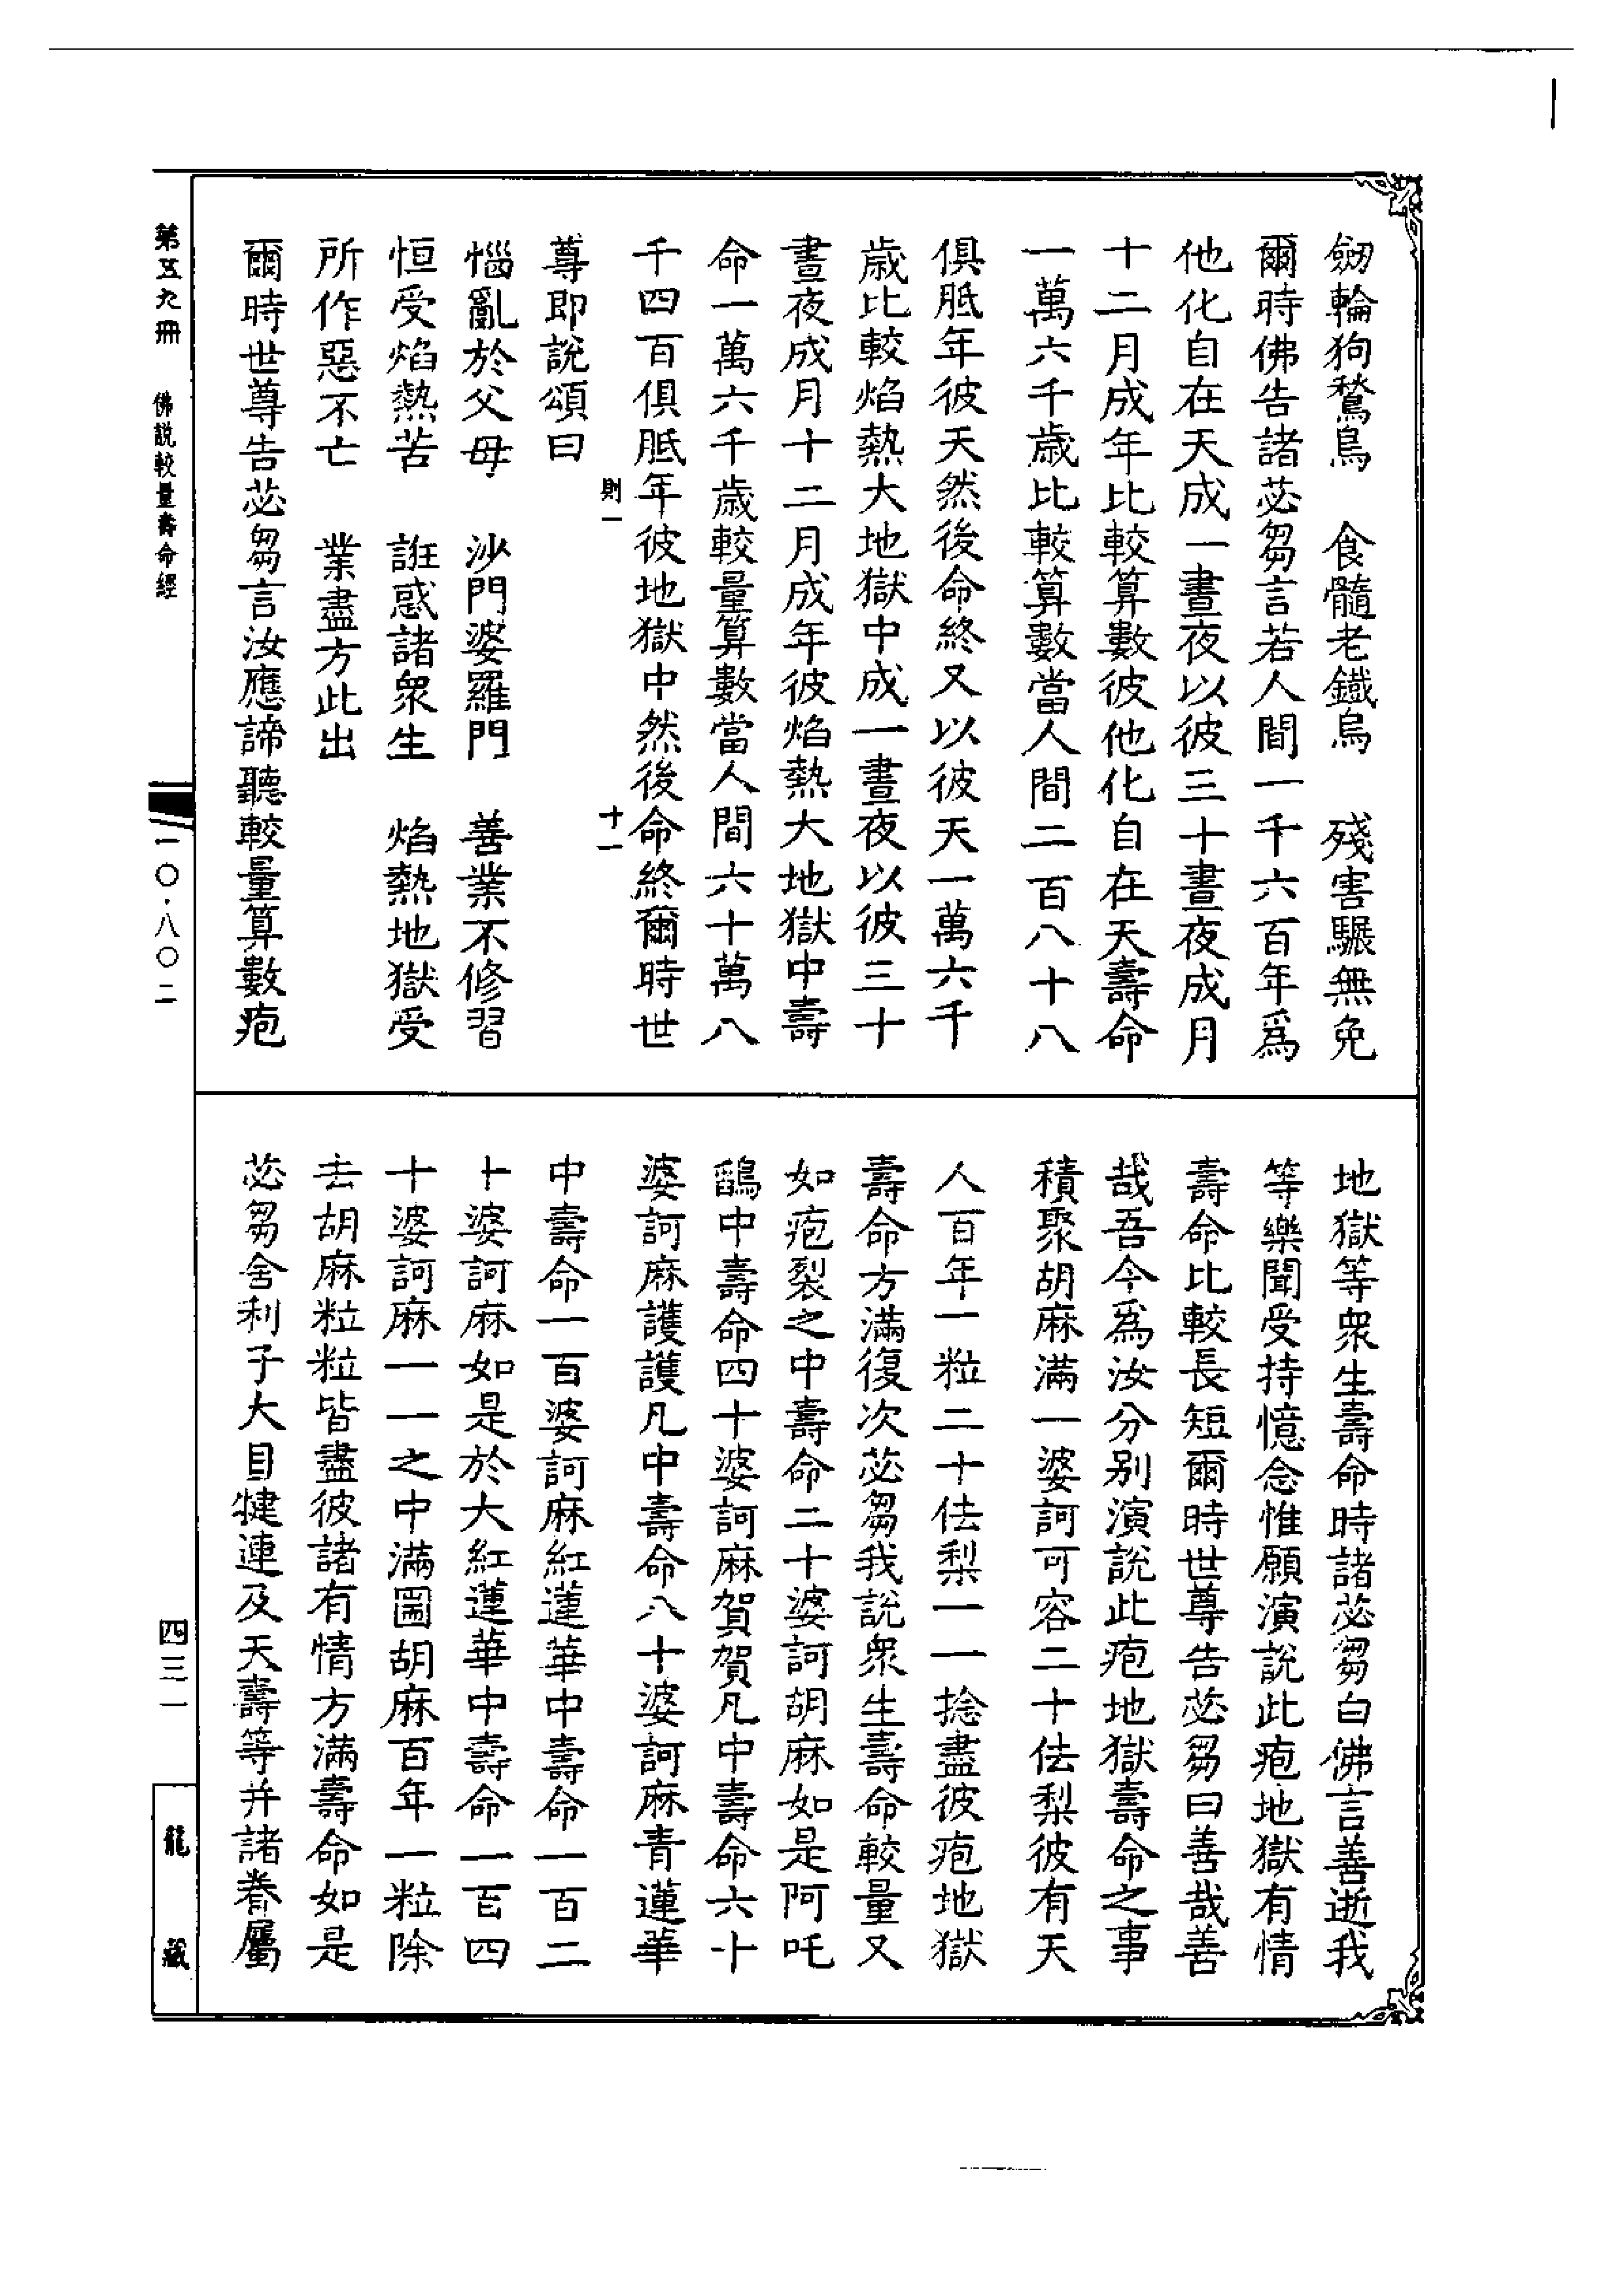 劒輪狗鶖鳥　食髓老鐵烏　殘害驅無免
爾時佛告諸苾芻言若人間一千六百年爲
他化自在天成一晝夜以彼三十晝夜成月
十二月成年比較算數彼他化自在天壽命
一萬六千歲比較算數當人間二百八十八
俱胝年彼天然後命終又以彼天一萬六千
歲比較焰熱大地獄中成一晝夜以彼三十
晝夜成月十二月成年彼焰熱大地獄中壽
命一萬六千歲較量算數當人間六十萬八
千四百俱胝年彼地獄中然後命終爾時世
則一　十一
尊即說頌曰
惱亂於父母　沙門婆羅門　善業不修習
恒受焰熱苦　誑惑諸衆生　焰熱地獄受
所作惡不亡　業盡方此出
爾時世尊告苾芻言汝應諦聽較量算數疱
地獄等衆生壽命時諸苾芻白佛言善逝我
等樂聞受持憶念惟願演說此疱地獄有情
壽命比較長短爾時世尊告苾芻曰善哉善
哉吾今爲汝分别演說此疱地獄壽命之事
積聚胡麻滿一婆訶可容二十佉梨彼有天
人百年一粒二十佉梨一一捻盡彼疱地獄
壽命方滿復次苾芻我說衆生壽命較量又
如疱裂之中壽命二十婆訶胡麻如是阿吒
鵮中壽命四十婆訶麻賀賀凡中壽命六十
婆訶麻護護凡中壽命八十婆訶麻青蓮華
中壽命一百婆訶麻紅蓮華中壽命一百二
十婆訶麻如是於大紅蓮華中壽命一百四
十婆訶麻一一之中滿圌胡麻百年一粒除
去胡麻粒粒皆盡彼諸有情方滿壽命如是
苾芻舍利子大目犍連及天壽等并諸眷屬
第五九冊　佛說較量壽命經　一〇·八〇二　四三一　龍藏